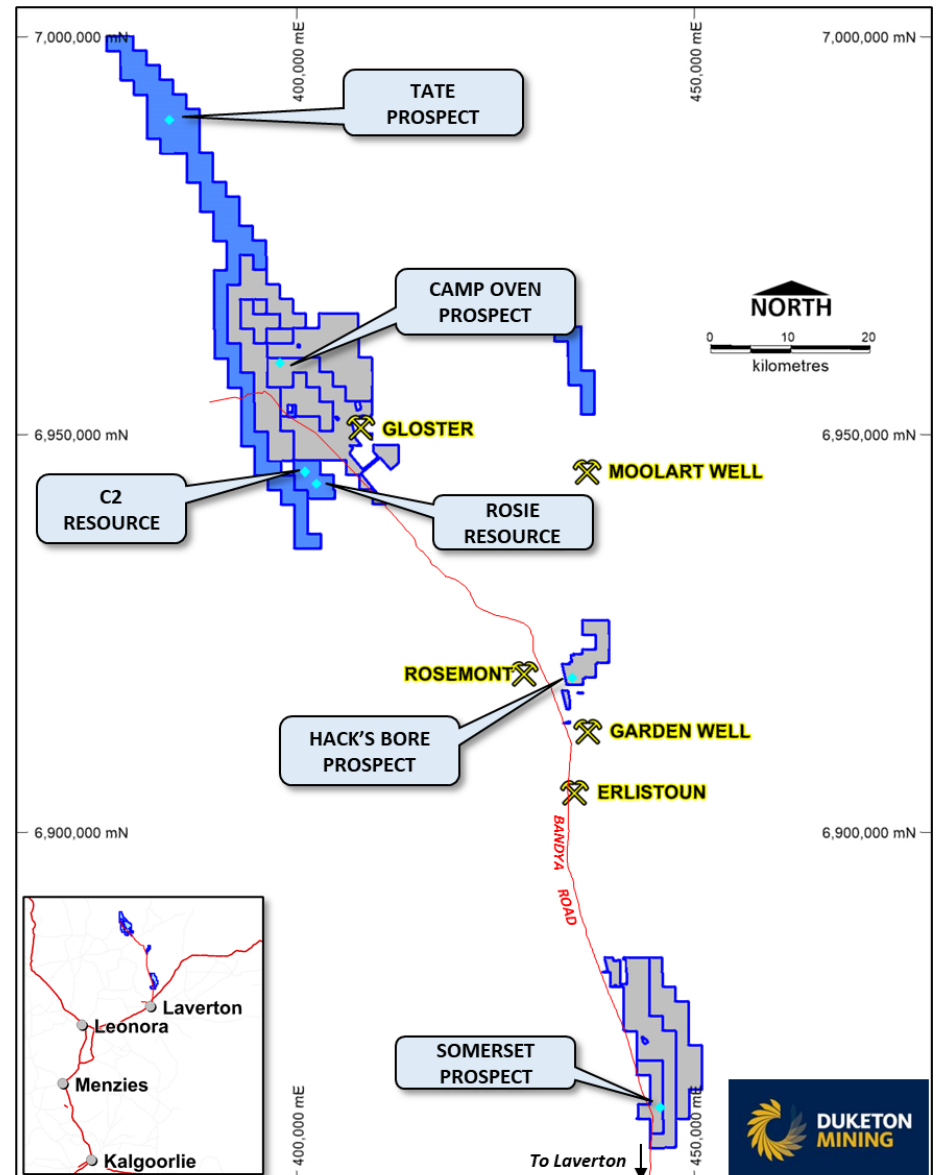 7,000,000 mN
400,000 mE
450,000 mE
7,000,000 mN
TATE
PROSPECT
CAMP OVEN
PROSPECT
NORTH
0 10 20
kilometres
6,950,000 mN
GLOSTER
6,950,000 mN
MOOLART WELL
C2
RESOURCE
ROSIE
RESOURCE
ROSEMONT
HACK'S BORE
PROSPECT
GARDEN WELL
ERLISTOUN
6,900,000 mN
6,900,000 mN
BANDYA ROAD
Laverton
Leonora
Menzies
Kalgoorlie
SOMERSET
PROSPECT
400,000 mE
450,000 mE
To Laverton
DUKETON
MINING